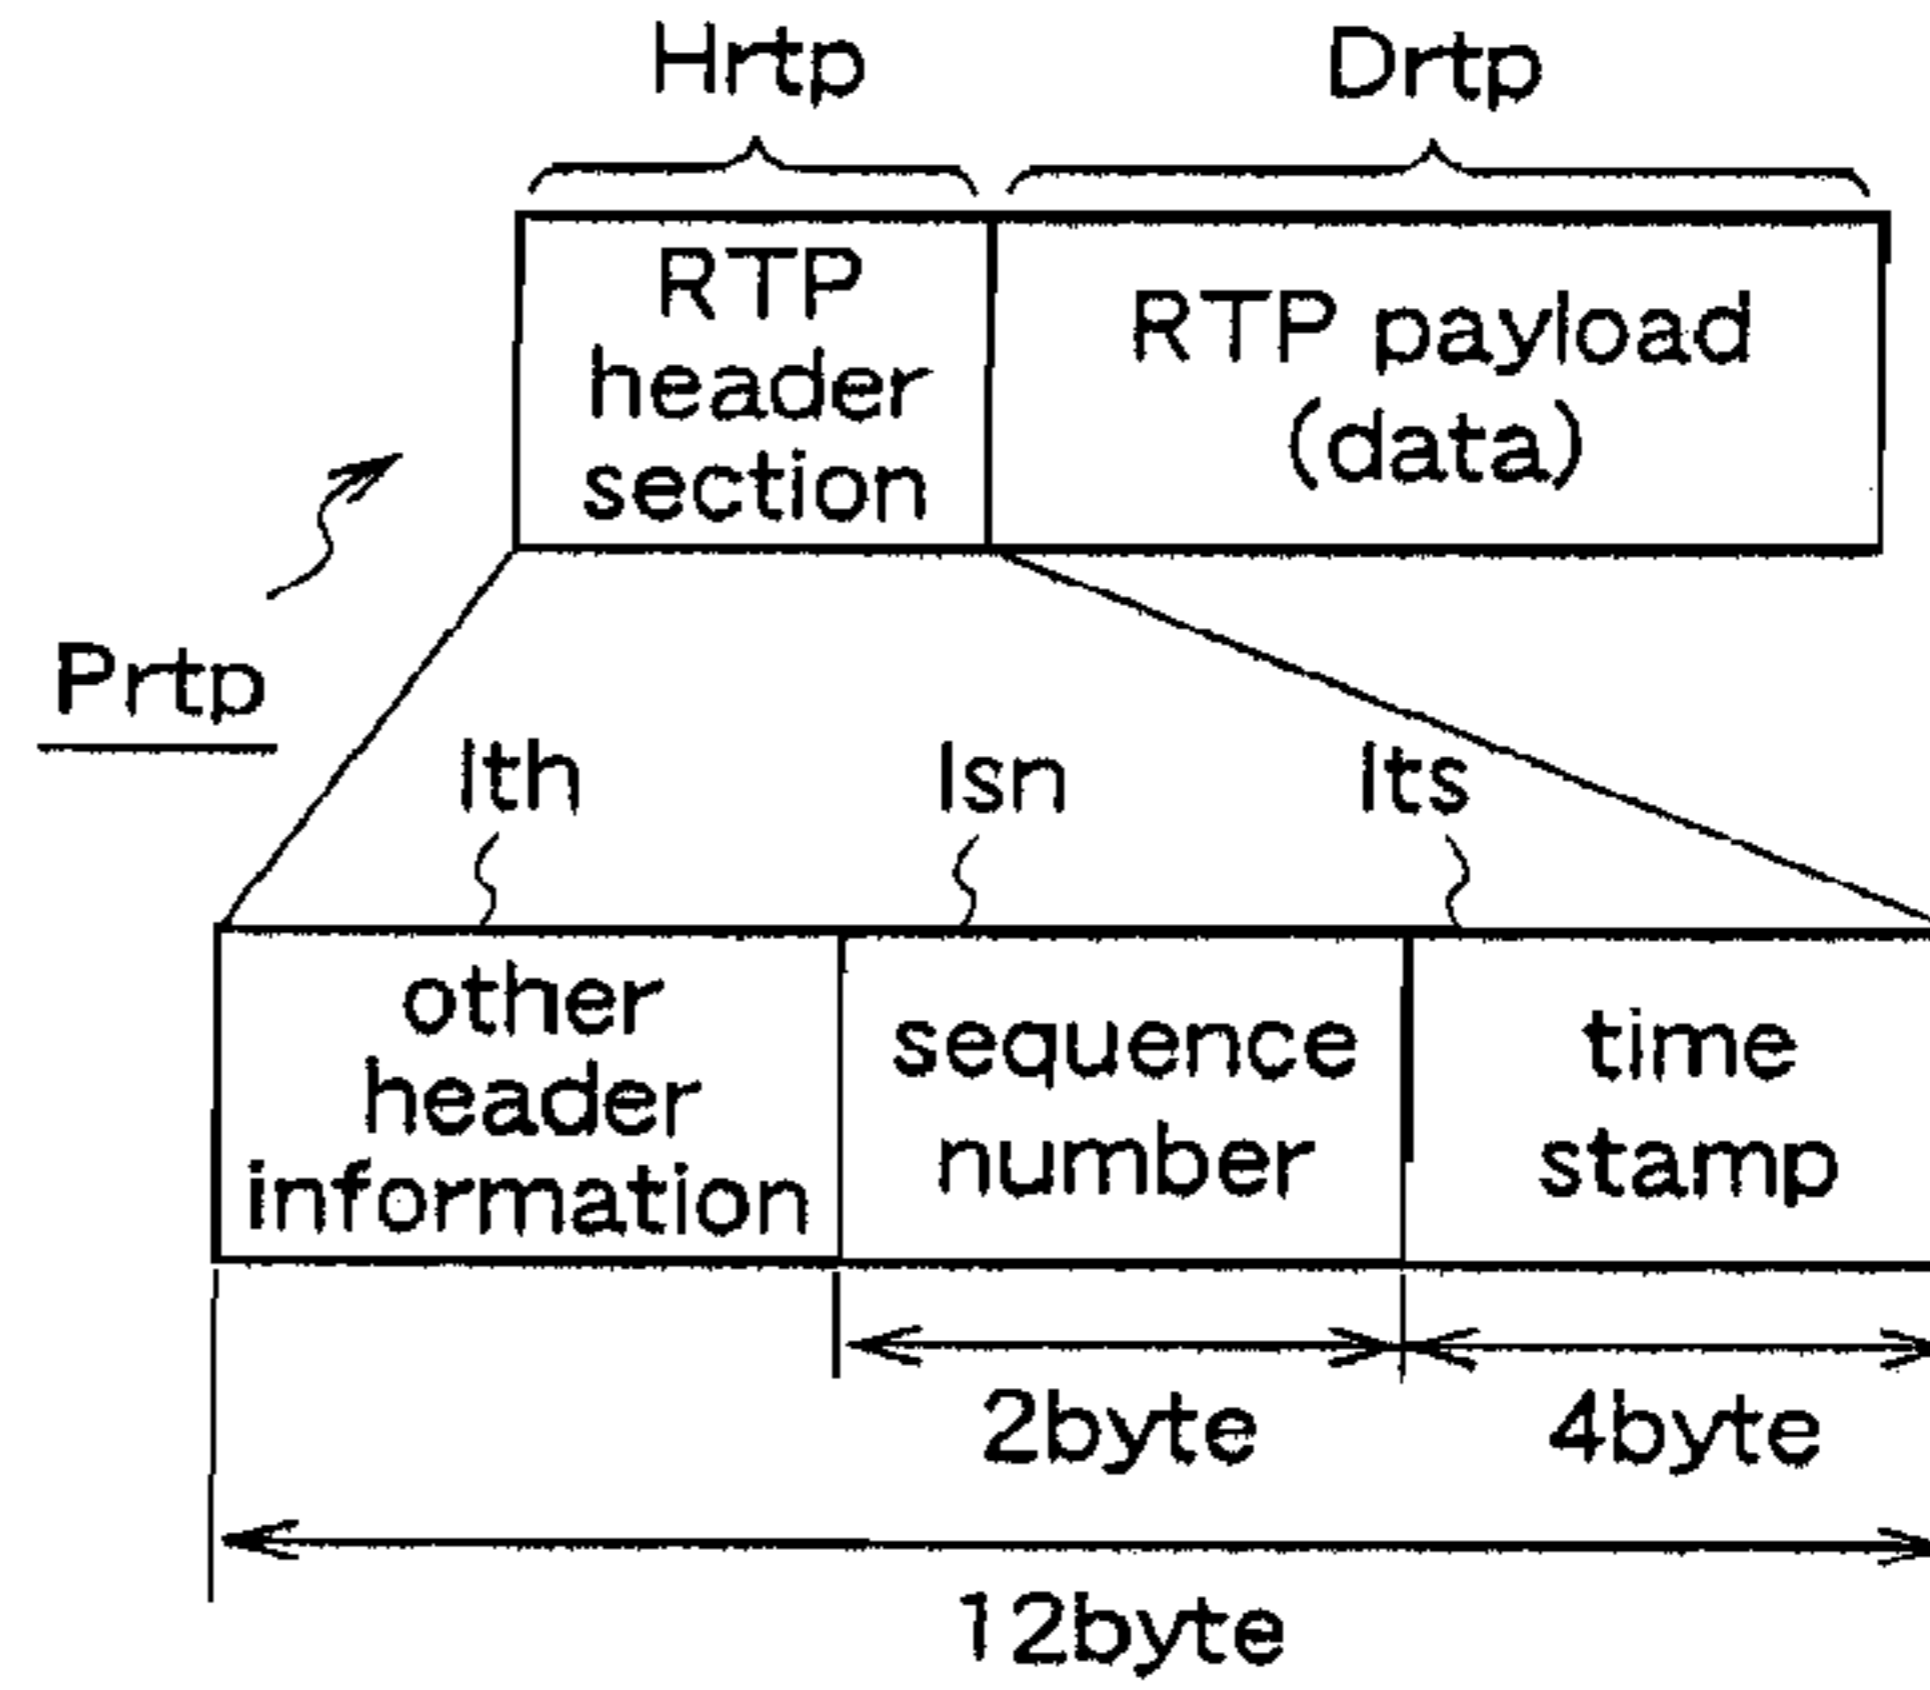 Hrtp Drtp
RTP
header
section
RTP payload
(data)
Prtp
Ith Isn Its
other
header
information
sequence
number
time
stamp
2byte 4byte
12byte